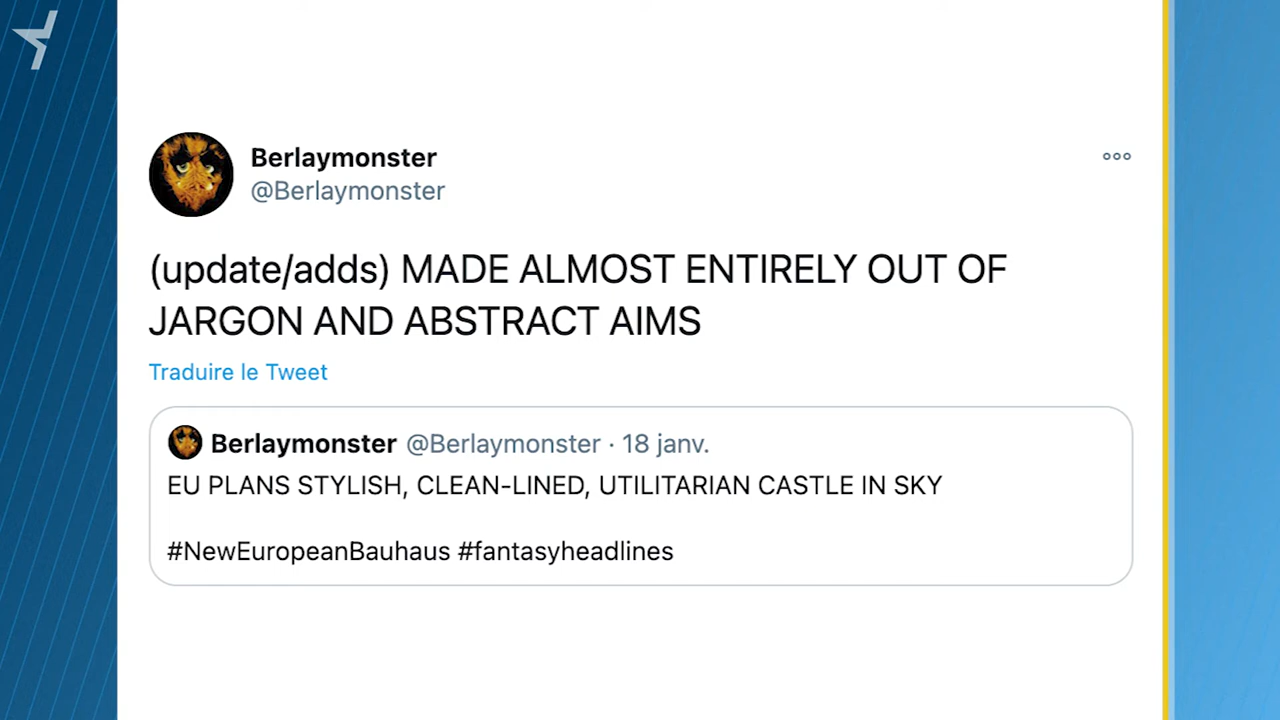 Berlaymonster
@Berlaymonster
(update/adds) MADE ALMOST ENTIRELY OUT OF
JARGON AND ABSTRACT AIMS
Traduire le Tweet
Berlaymonster @Berlaymonster · 18 janv.
EU PLANS STYLISH, CLEAN-LINED, UTILITARIAN CASTLE IN SKY
#NewEuropeanBauhaus #fantasyheadlines